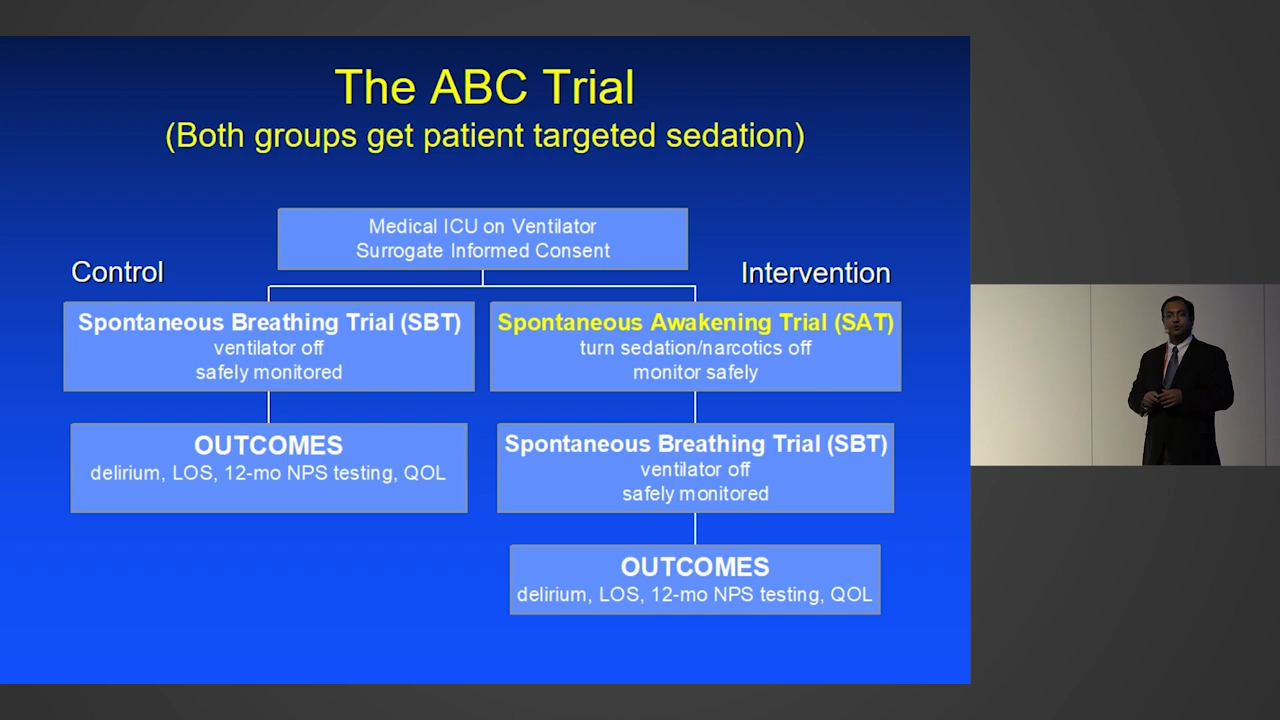 The ABC Trial
(Both groups get patient targeted sedation)
Medical ICU on Ventilator
Surrogate Informed Consent
Control
Intervention
Spontaneous Breathing Trial (SBT)
ventilator off
safely monitored
Spontaneous Awakening Trial (SAT)
turn sedation/narcotics off
monitor safely
OUTCOMES
delirium, LOS, 12-mo NPS testing, QOL
Spontaneous Breathing Trial (SBT)
ventilator off
safely monitored
OUTCOMES
delirium, LOS, 12-mo NPS testing, QOL